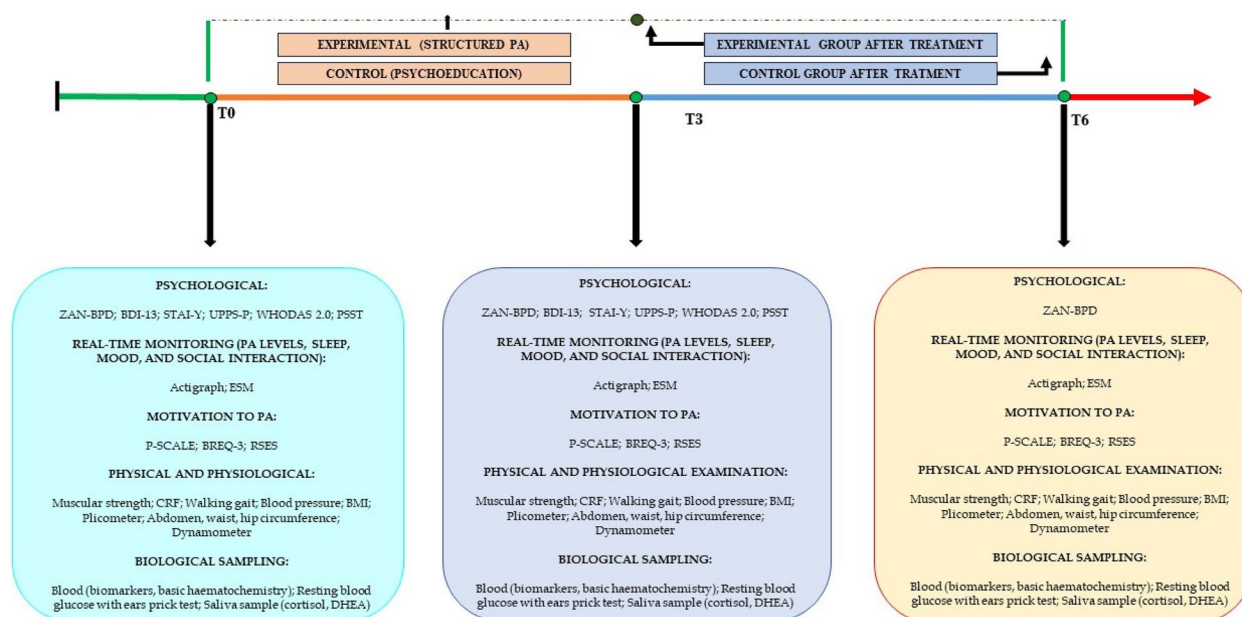 EXPERIMENTAL (STRUCTURED PA)
CONTROL (PSYCHOEDUCATION)
EXPERIMENTAL GROUP AFTER TREATMENT
CONTROL GROUP AFTER TRATMENT
T0
T3
T6
PSYCHOLOGICAL:
ZAN-BPD; BDI-13; STAI-Y; UPPS-P; WHODAS 2.0; PSST
REAL-TIME MONITORING (PA LEVELS, SLEEP,
MOOD, AND SOCIAL INTERACTION):
Actigraph; ESM
MOTIVATION TO PA:
P-SCALE; BREQ-3; RSES
PHYSICAL AND PHYSIOLOGICAL:
Muscular strength; CRF; Walking gait; Blood pressure; BMI;
Plicometer; Abdomen, waist, hip circumference;
Dynamometer
BIOLOGICAL SAMPLING:
Blood (biomarkers, basic haematochemistry); Resting blood
glucose with ears prick test; Saliva sample (cortisol, DHEA)
PSYCHOLOGICAL:
ZAN-BPD; BDI-13; STAI-Y; UPPS-P; WHODAS 2.0; PSST
REAL-TIME MONITORING (PA LEVELS, SLEEP,
MOOD, AND SOCIAL INTERACTION):
Actigraph; ESM
MOTIVATION TO PA:
P-SCALE; BREQ-3; RSES
PHYSICAL AND PHYSIOLOGICAL EXAMINATION:
Muscular strength; CRF; Walking gait; Blood pressure; BMI;
Plicometer; Abdomen, waist, hip circumference;
Dynamometer
BIOLOGICAL SAMPLING:
Blood (biomarkers, basic haematochemistry); Resting blood
glucose with ears prick test; Saliva sample (cortisol, DHEA)
PSYCHOLOGICAL:
ZAN-BPD
REAL-TIME MONITORING (PA LEVELS, SLEEP,
MOOD, AND SOCIAL INTERACTION):
Actigraph; ESM
MOTIVATION TO PA:
P-SCALE; BREQ-3; RSES
PHYSICAL AND PHYSIOLOGICAL EXAMINATION:
Muscular strength; CRF; Walking gait; Blood pressure; BMI;
Plicometer; Abdomen, waist, hip circumference;
Dynamometer
BIOLOGICAL SAMPLING:
Blood (biomarkers, basic haematochemistry); Resting blood
glucose with ears prick test; Saliva sample (cortisol, DHEA)